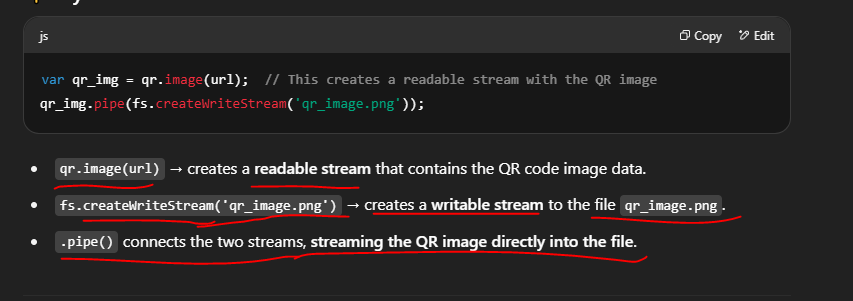 js
Copy
Edit
var qr_img = qr.image(url);  // This creates a readable stream with the QR image
qr_img.pipe(fs.createWriteStream('qr_image.png'));
qr.image(url) → creates a readable stream that contains the QR code image data.
fs.createWriteStream('qr_image.png') → creates a writable stream to the file qr_image.png.
.pipe() connects the two streams, streaming the QR image directly into the file.